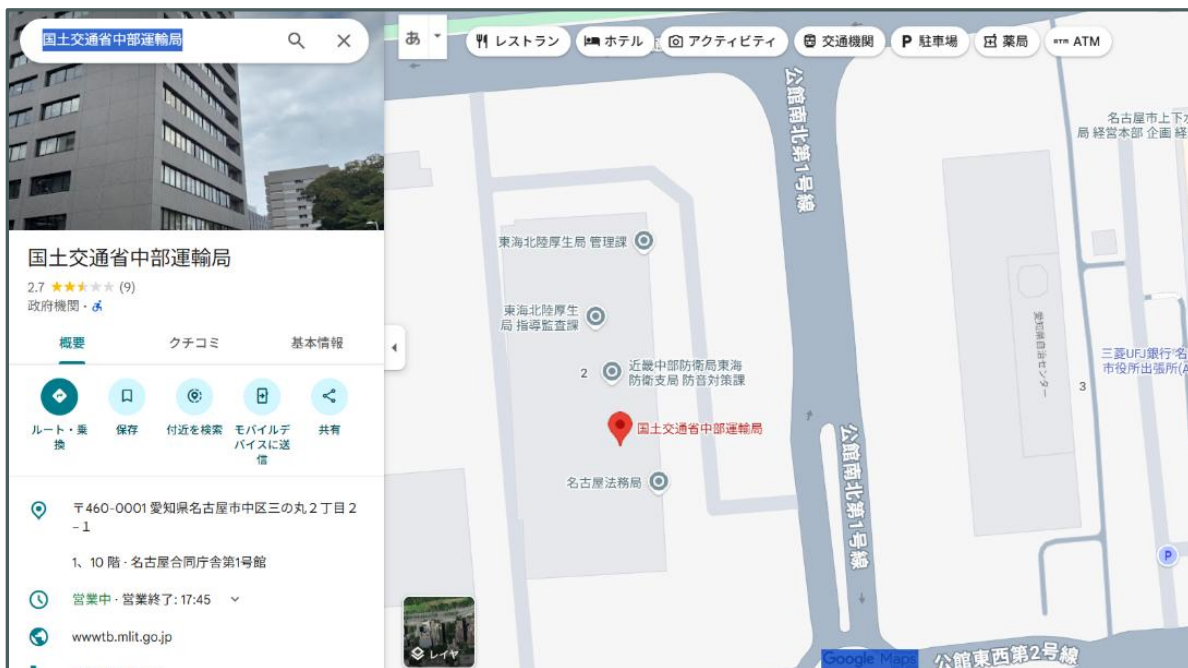 国土交通省中部運輸局
国土交通省中部運輸局
2.7
(9)
政府機関・
概要
クチコミ
基本情報
ルート・乗
換
保存
付近を検索
モバイルデ
バイスに送
信
共有
〒460-0001 愛知県名古屋市中区三の丸2丁目2
−1
1、10 階・名古屋合同庁舎第1号館
営業中・営業終了: 17:45
wwwtb.mlit.go.jp
あ
レストラン
ホテル
アクティビティ
交通機関
P 駐車場
薬局
ATM ATM
公館南北第1号線
名古屋市上下水
局 経営本部 企画 経
東海北陸厚生局 管理課
東海北陸厚生
局 指導監査課
近畿中部防衛局東海
防衛支局 防音対策課
2
国土交通省中部運輸局
名古屋法務局
愛知県自治センター
三菱UFJ銀行 名
市役所出張所(A
3
公館南北第1号線
P
レイヤ
Google Maps
公館東西第2号線